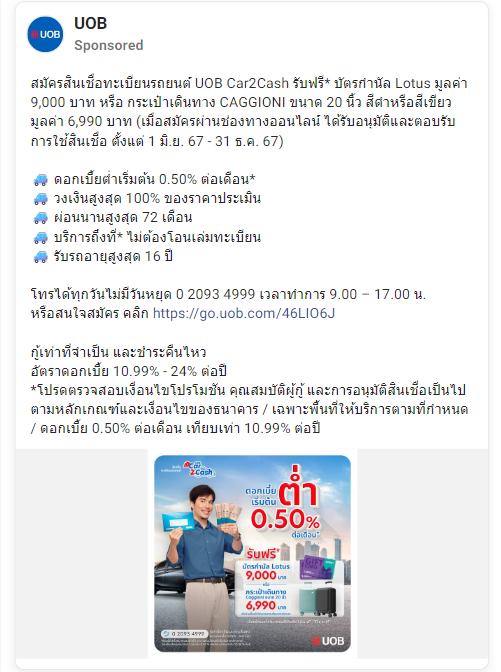 UOB
UOB
Sponsored
สมัครสินเชื่อทะเบียนรถยนต์ UOB Car2Cash รับฟรี* บัตรกำนัล Lotus มูลค่า
9,000 บาท หรือ กระเป๋าเดินทาง CAGGIONI ขนาด 20 นิ้ว สีดำหรือสีเขียว
มูลค่า 6,990 บาท (เมื่อสมัครผ่านช่องทางออนไลน์ ได้รับอนุมัติและตอบรับ
การใช้สินเชื่อ ตั้งแต่ 1 มิ.ย. 67 - 31 ธ.ค. 67)
🚙 ดอกเบี้ยต่ำเริ่มต้น 0.50% ต่อเดือน*
🚙 วงเงินสูงสุด 100% ของราคาประเมิน
🚙 ผ่อนนานสูงสุด 72 เดือน
🚙 บริการถึงที่* ไม่ต้องโอนเล่มทะเบียน
🚙 รับรถอายุสูงสุด 16 ปี
โทรได้ทุกวันไม่มีวันหยุด 0 2093 4999 เวลาทำการ 9.00 – 17.00 น.
หรือสนใจสมัคร คลิก https://go.uob.com/46LIO6J
กู้เท่าที่จำเป็น และชำระคืนไหว
อัตราดอกเบี้ย 10.99% - 24% ต่อปี
*โปรดตรวจสอบเงื่อนไขโปรโมชัน คุณสมบัติผู้กู้ และการอนุมัติสินเชื่อเป็นไป
ตามหลักเกณฑ์และเงื่อนไขของธนาคาร / เฉพาะพื้นที่ให้บริการตามที่กำหนด
/ ดอกเบี้ย 0.50% ต่อเดือน เทียบเท่า 10.99% ต่อปี
Car
2Cash
ดอกเบี้ย
เริ่มต้น
ต่ำ
0.50%
ต่อเดือน*
รับฟรี*
บัตรกำนัล Lotus
9,000 บาท
หรือ
กระเป๋าเดินทาง
Caggioni ขนาด 20 นิ้ว
6,990 บาท
GIFT
0 2093 4999
UOB